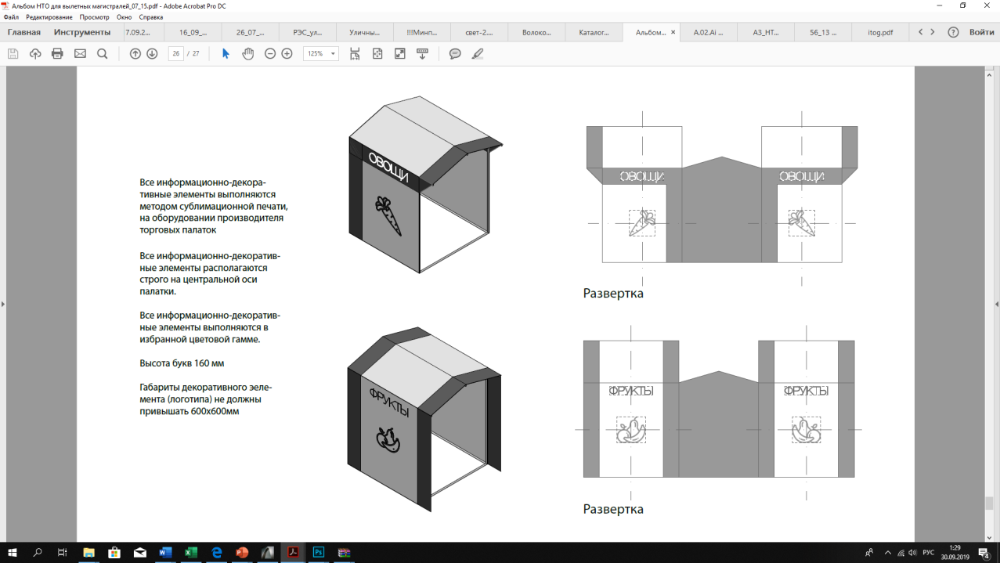 Альбом НТО для вылетных магистралей_07_15.pdf - Adobe Acrobat Pro DC
Файл Редактирование Просмотр Окно Справка
Главная Инструменты 7.09.2... 16_09_... 26_07_... РЭС_ул... Уличны... !!!Минп... свет-2.... Волоко... Каталог... Альбом... × А.02.Ai ... АЗ_НТ... 56_13 ... itog.pdf Войти
26 / 27 125%
Все информационно-декора-
тивные элементы выполняются
методом сублимационной печати,
на оборудовании производителя
торговых палаток
Все информационно-декоратив-
ные элементы располагаются
строго на центральной оси
палатки.
Все информационно-декоратив-
ные элементы выполняются в
избранной цветовой гамме.
Высота букв 160 мм
Габариты декоративного эеле-
мента (логотипа) не должны
привышать 600х600мм
ОВОЩИ
ОВОЩИ ОВОЩИ
Развертка
ФРУКТЫ
ФРУКТЫ ФРУКТЫ
Развертка
РУС
1:29
30.09.2019
4